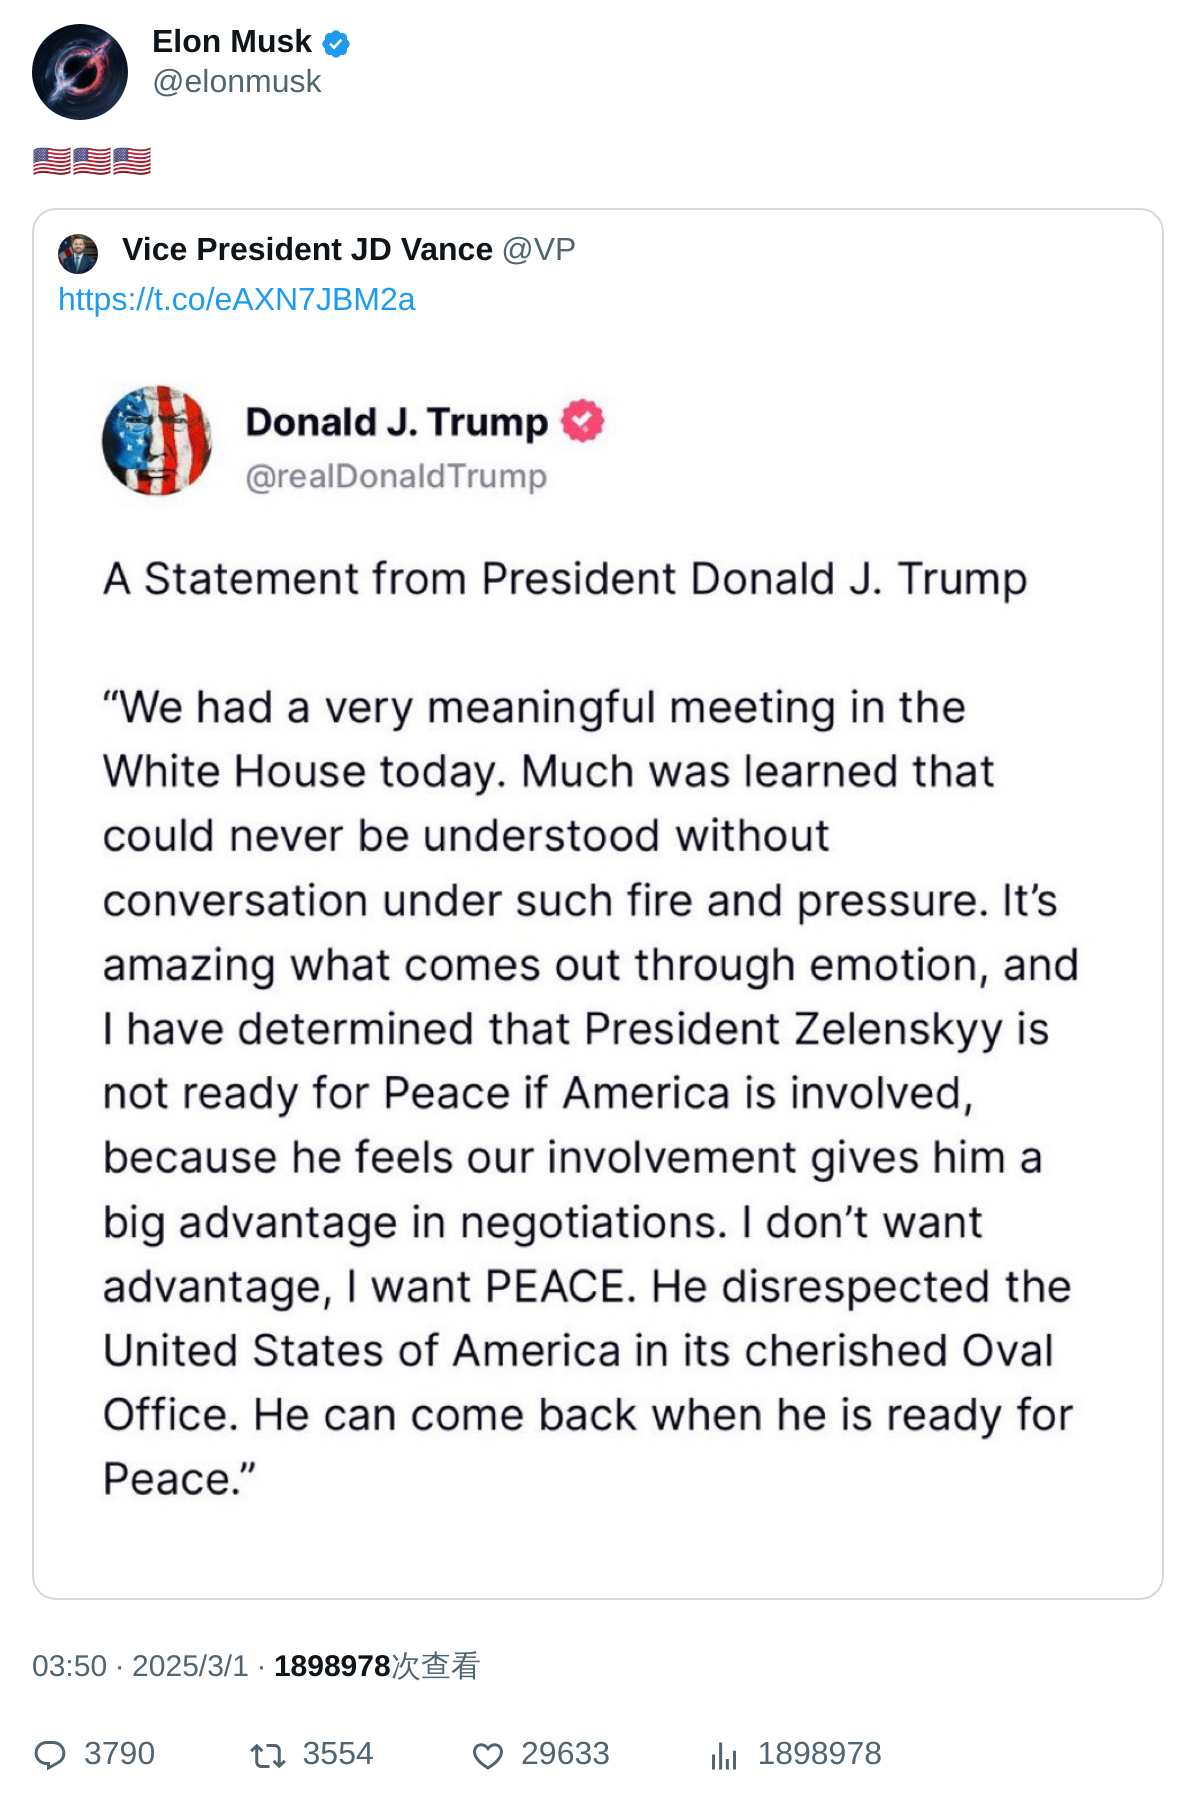 Elon Musk
@elonmusk
🇺🇸🇺🇸🇺🇸
Vice President JD Vance @VP
https://t.co/eAXN7JBM2a
Donald J. Trump
@realDonaldTrump
A Statement from President Donald J. Trump
“We had a very meaningful meeting in the
White House today. Much was learned that
could never be understood without
conversation under such fire and pressure. It’s
amazing what comes out through emotion, and
I have determined that President Zelenskyy is
not ready for Peace if America is involved,
because he feels our involvement gives him a
big advantage in negotiations. I don’t want
advantage, I want PEACE. He disrespected the
United States of America in its cherished Oval
Office. He can come back when he is ready for
Peace.”
03:50 · 2025/3/1 · 1898978次查看
3790 3554 29633 1898978